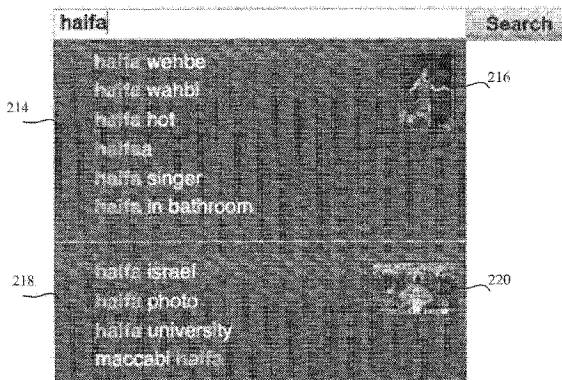 haifa Search
haifa wehbe
216
haifa wahbi
214
haifa hot
haifaa
haifa singer
haifa in bathroom
haifa israel
218
220
haifa photo
haifa university
maccabi haifa